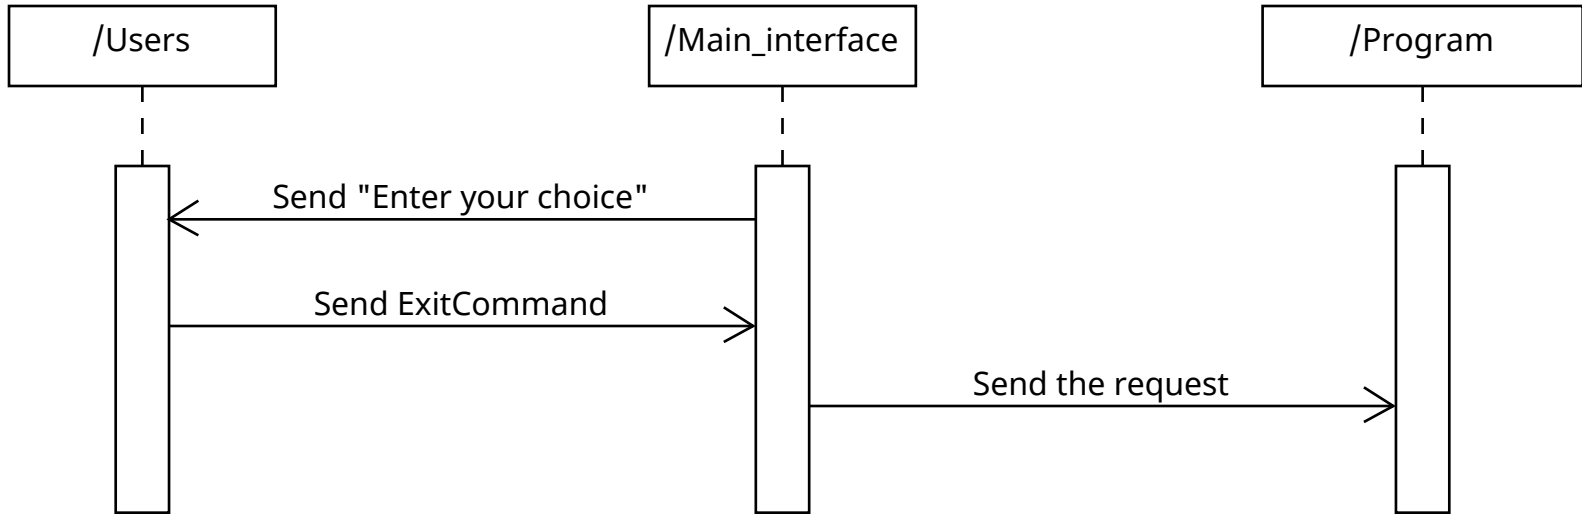 /Users
/Main_interface
/Program
Send "Enter your choice"
Send ExitCommand
Send the request